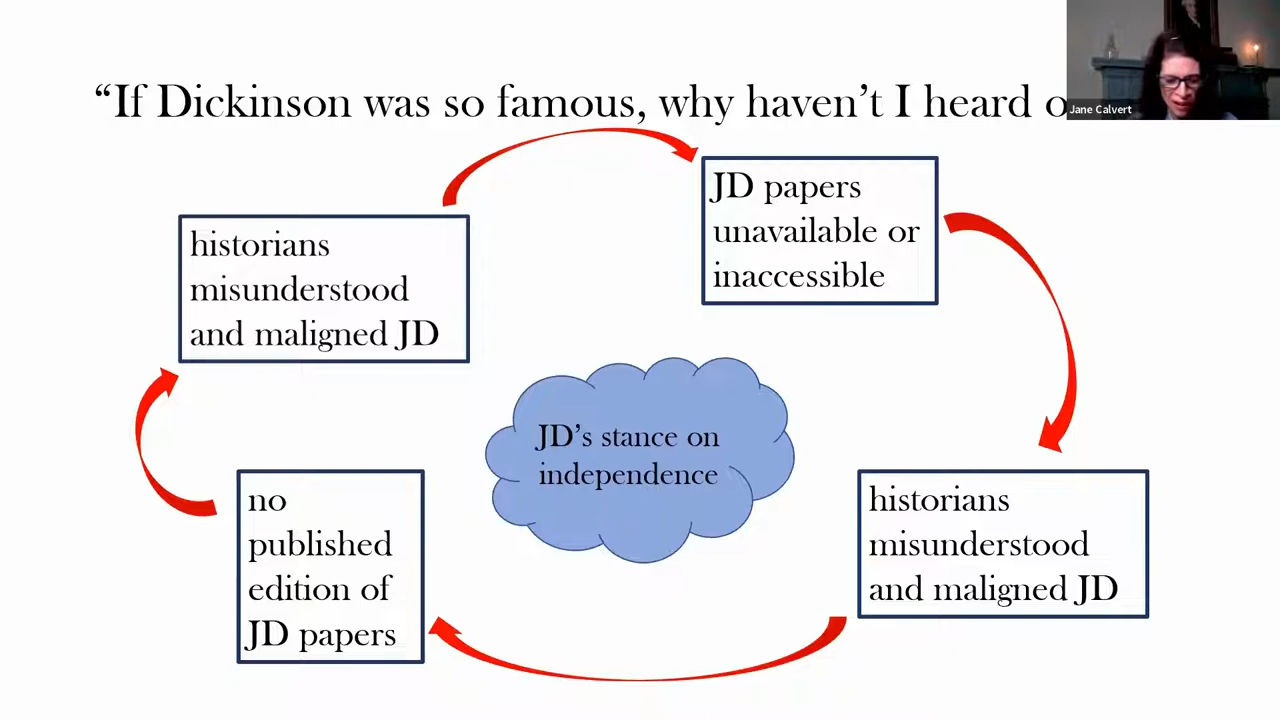 “If Dickinson was so famous, why haven’t I heard
Jane Calvert
JD papers
unavailable or
inaccessible
historians
misunderstood
and maligned JD
JD’s stance on
independence
no
published
edition of
JD papers
historians
misunderstood
and maligned JD